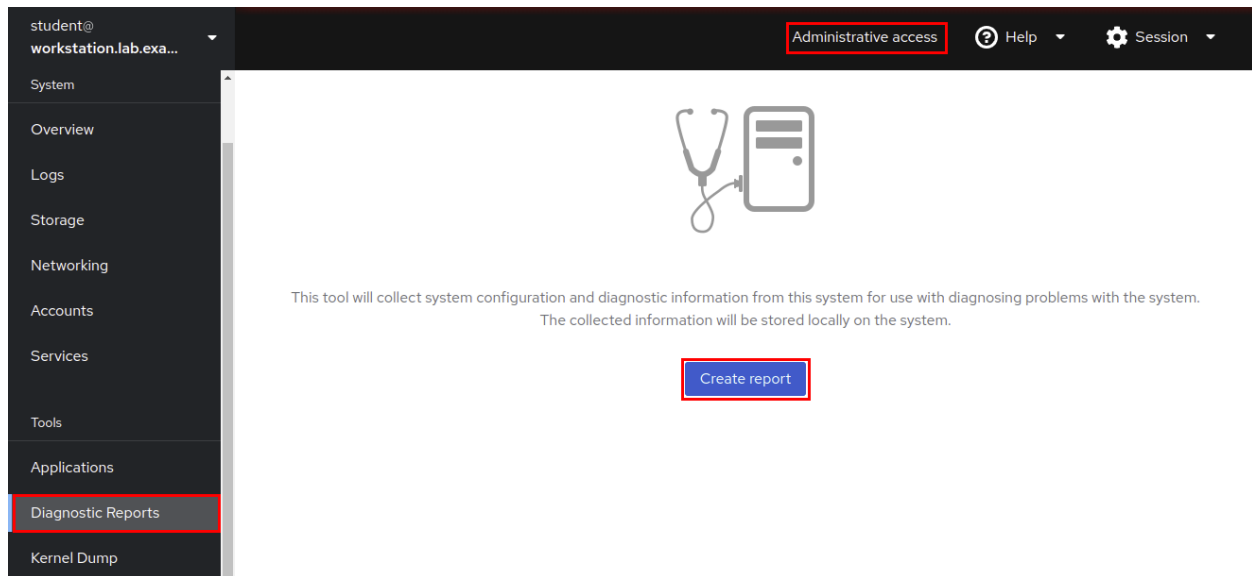 student@
workstation.lab.exa...
Administrative access
Help
Session
System
Overview
Logs
Storage
Networking
Accounts
Services
Tools
Applications
Diagnostic Reports
Kernel Dump
This tool will collect system configuration and diagnostic information from this system for use with diagnosing problems with the system.
The collected information will be stored locally on the system.
Create report